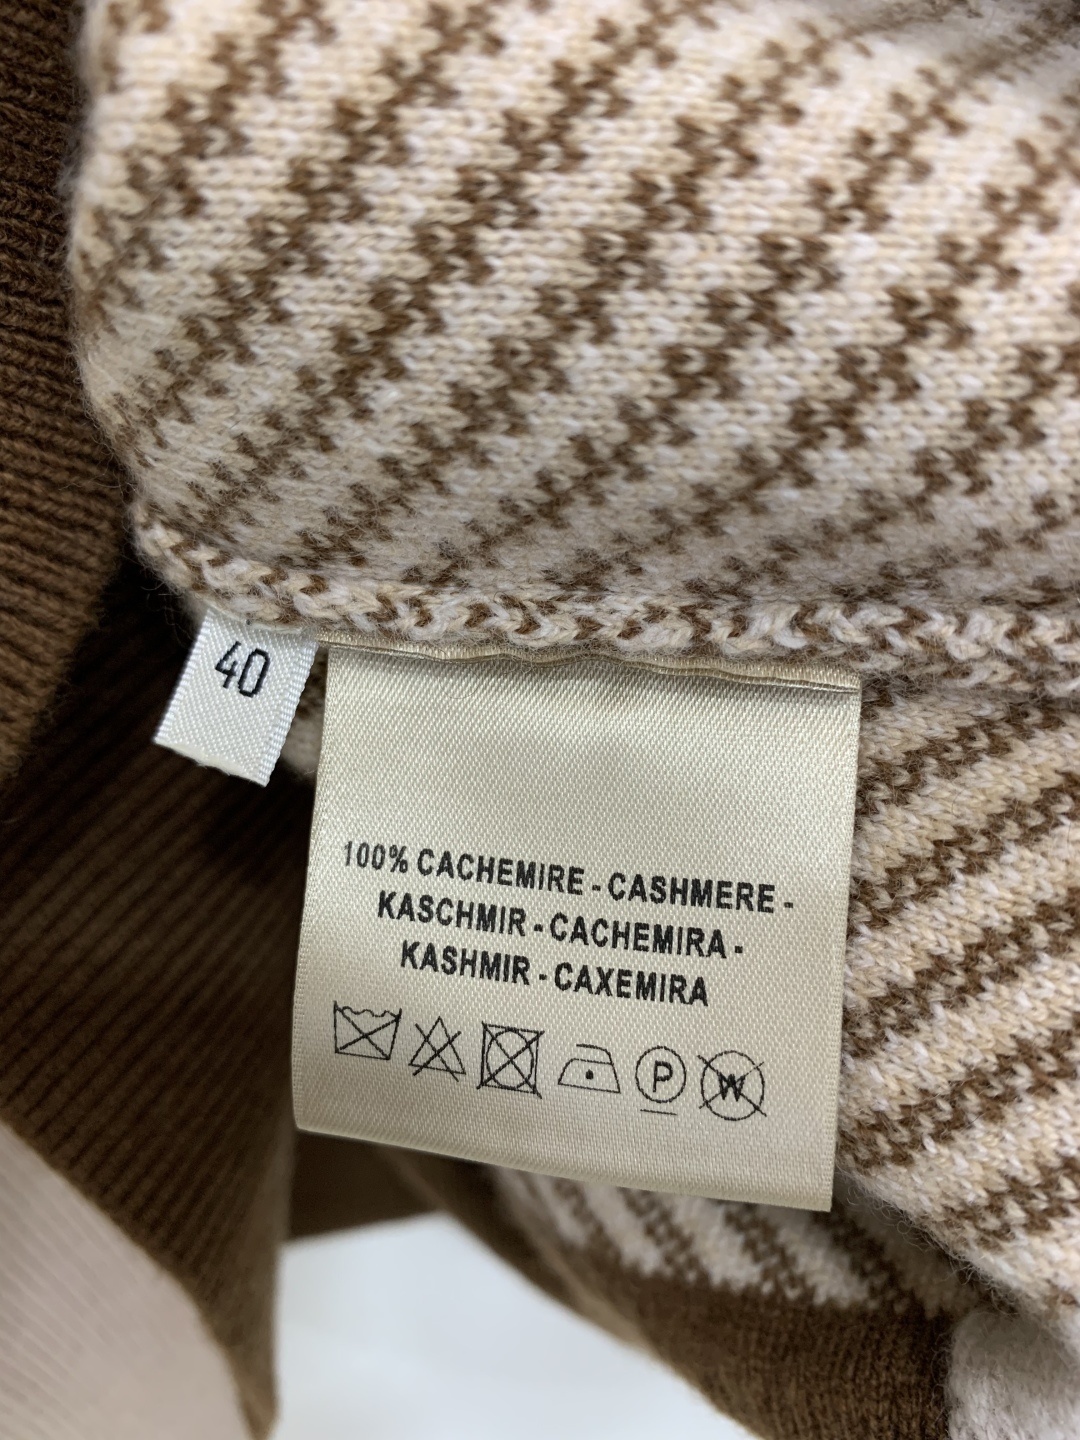 40
100% CACHEMIRE - CASHMERE -
KASCHMIR - CACHEMIRA -
KASHMIR - CAXEMIRA
P W